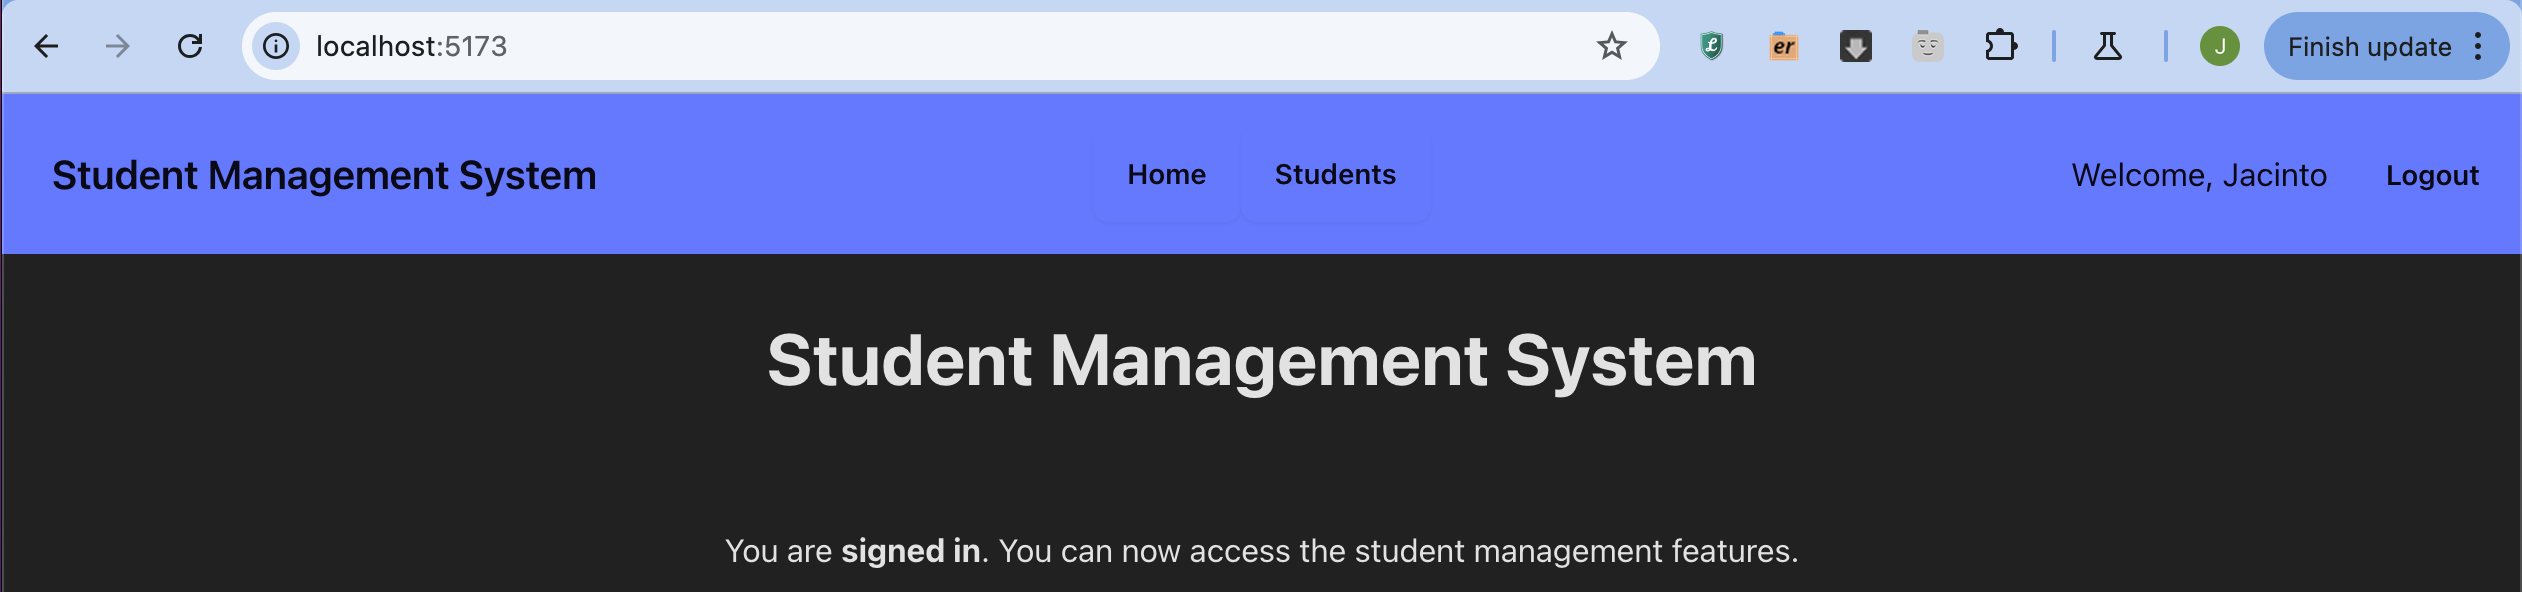 localhost:5173
er
J
Finish update
Student Management System
Home
Students
Welcome, Jacinto
Logout
Student Management System
You are signed in. You can now access the student management features.